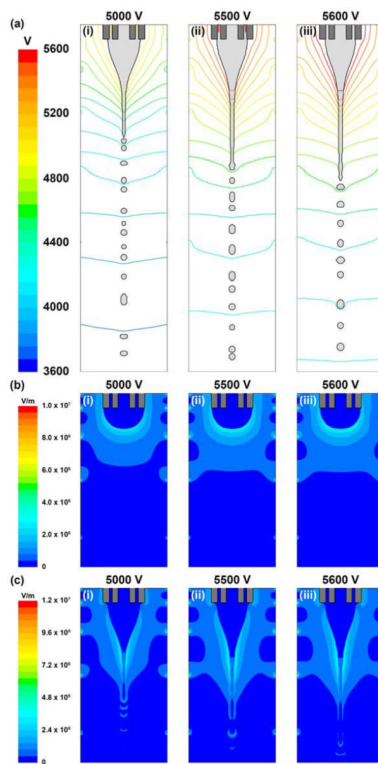 (a) 5000 V 5500 V 5600 V
V (i) (ii) (iii)
5600
5200
4800
4400
4000
3600
(b) 5000 V 5500 V 5600 V
V/m (i) (ii) (iii)
1.0 x 10⁷
8.0 x 10⁶
6.0 x 10⁶
4.0 x 10⁶
2.0 x 10⁶
0
(c) 5000 V 5500 V 5600 V
V/m (i) (ii) (iii)
1.2 x 10⁷
9.6 x 10⁶
7.2 x 10⁶
4.8 x 10⁶
2.4 x 10⁶
0